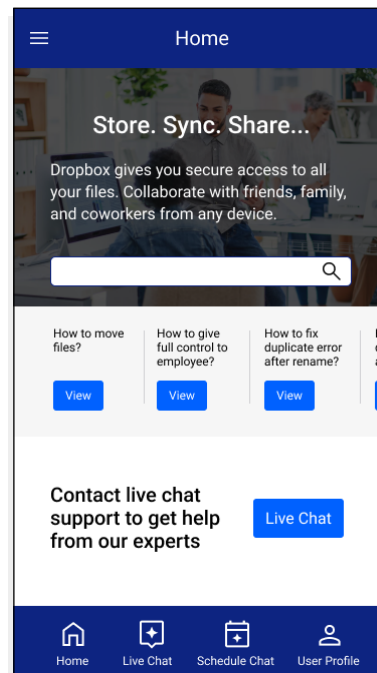 Home
Store. Sync. Share...
Dropbox gives you secure access to all
your files. Collaborate with friends, family,
and coworkers from any device.
How to move
files?
View
How to give
full control to
employee?
View
How to fix
duplicate error
after rename?
View
Contact live chat
support to get help
from our experts
Live Chat
Home
Live Chat
Schedule Chat
User Profile